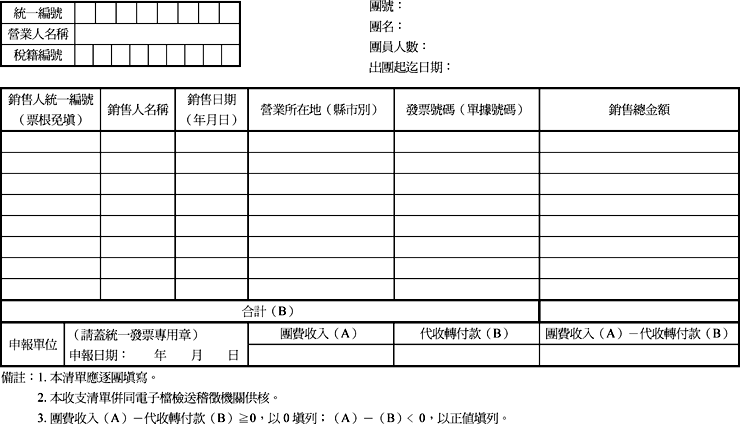 統一編號
營業人名稱
稅籍編號
團號：
團名：
團員人數：
出團起迄日期：
銷售人統一編號
（票根免填）
銷售人名稱
銷售日期
（年月日）
營業所在地（縣市別）
發票號碼（單據號碼）
銷售總金額
合計（B）
申報單位
（請蓋統一發票專用章）
申報日期： 年 月 日
團費收入（A）
代收轉付款（B）
團費收入（A）－代收轉付款（B）
備註：1. 本清單應逐團填寫。
2. 本收支清單併同電子檔檢送稽徵機關供核。
3. 團費收入（A）－代收轉付款（B）≧0，以 0 填列；（A）－（B）< 0，以正值填列。